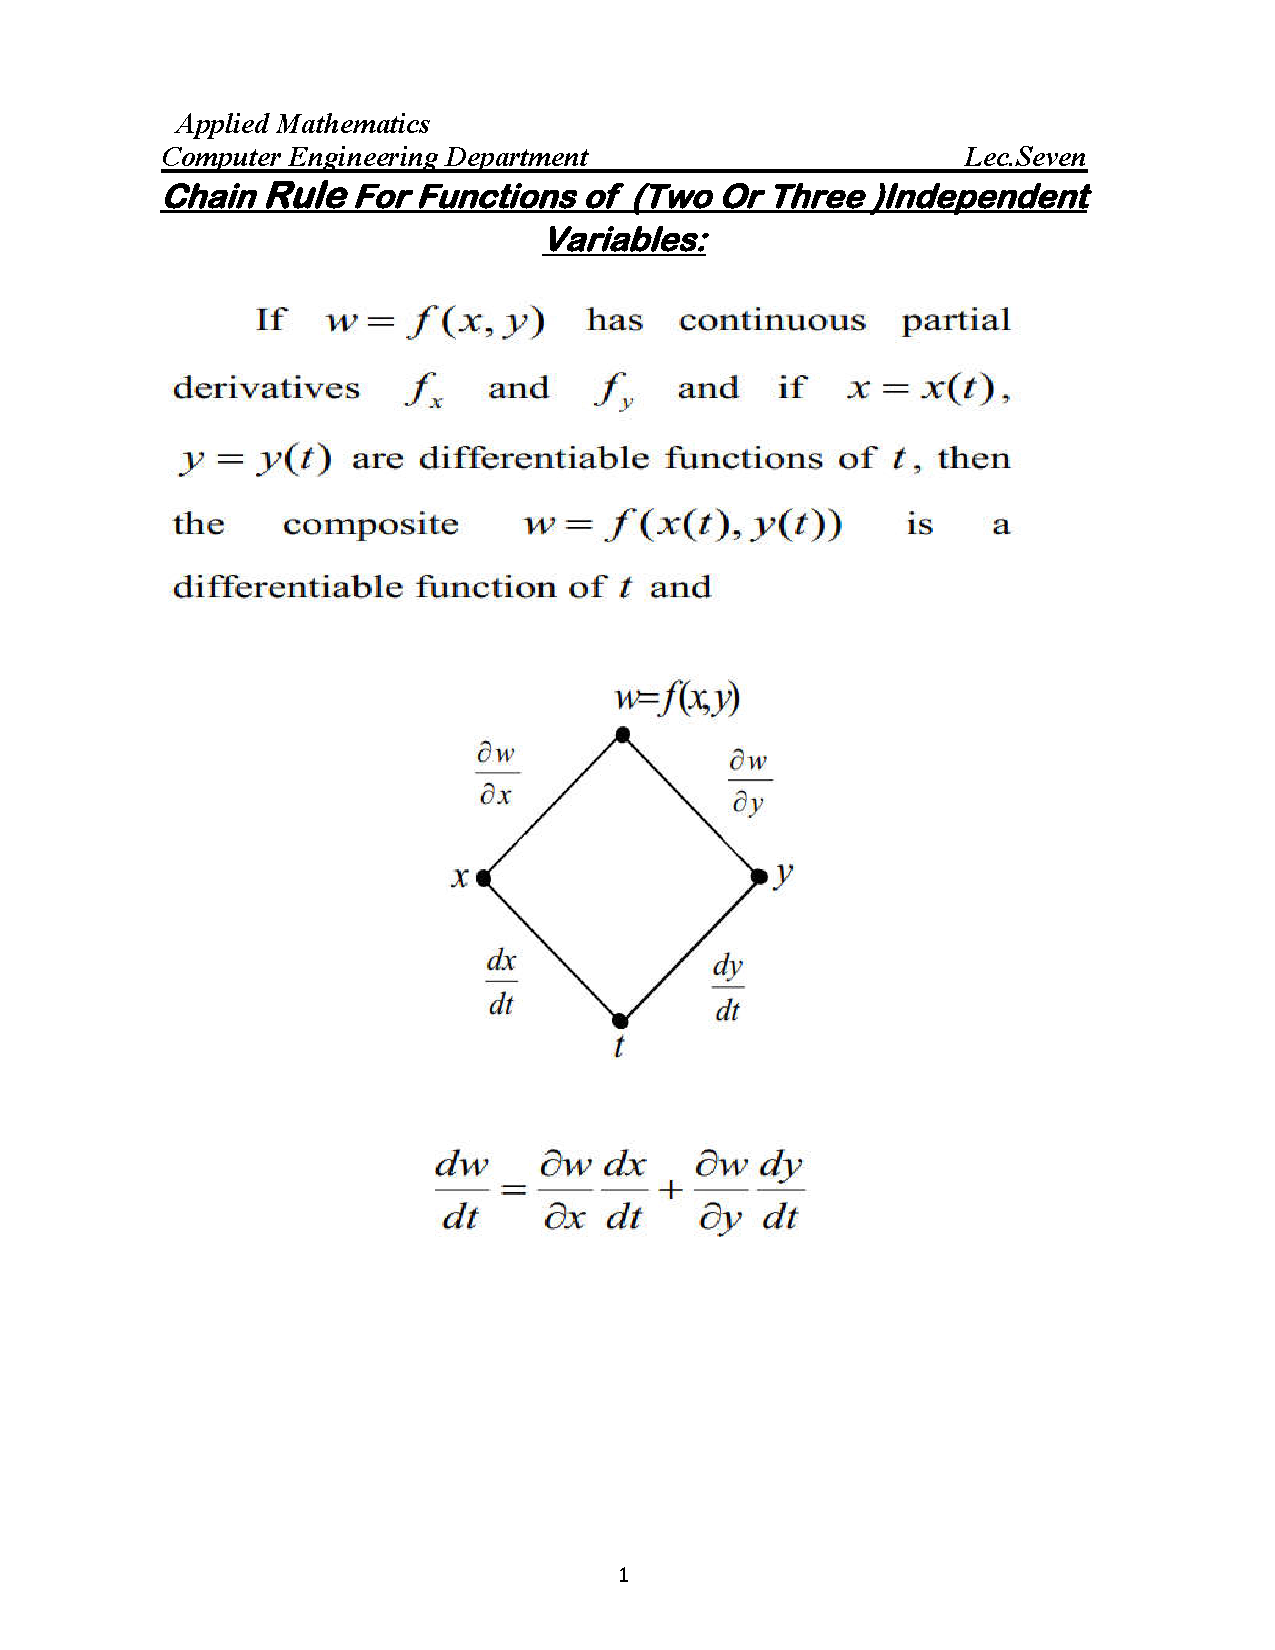 Applied Mathematics
Computer Engineering Department Lec.Seven
Chain Rule For Functions of (Two Or Three )Independent
Variables:
If w = f(x, y) has continuous partial
derivatives f_x and f_y and if x = x(t),
y = y(t) are differentiable functions of t, then
the composite w = f(x(t), y(t)) is a
differentiable function of t and
w=f(x,y)
∂w/∂x ∂w/∂y
x y
dx/dt dy/dt
t
dw/dt = ∂w/∂x dx/dt + ∂w/∂y dy/dt
1